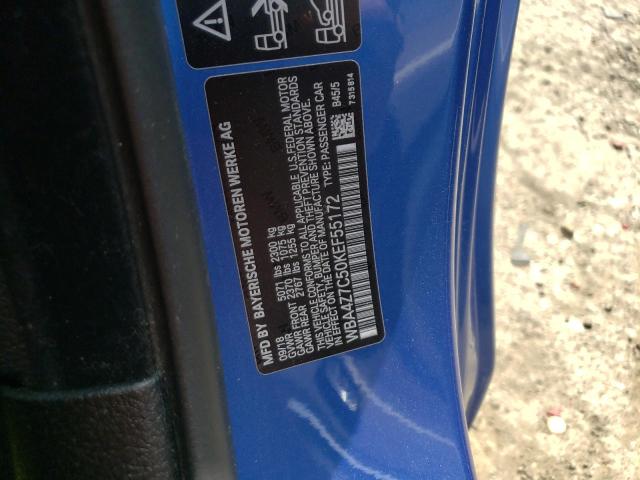 MFD BY BAYERISCHE MOTOREN WERKE AG
09/18
GVWR 5071 lbs 2300 kg
GAWR FRONT 2370 lbs 1075 kg
GAWR REAR 2767 lbs 1255 kg
THIS VEHICLE CONFORMS TO ALL APPLICABLE U.S. FEDERAL MOTOR
VEHICLE SAFETY, BUMPER AND THEFT PREVENTION STANDARDS
IN EFFECT ON THE DATE OF MANUFACTURE SHOWN ABOVE.
WBA4Z7C50KEF55172 TYPE: PASSENGER CAR
B45/5
7 315 814